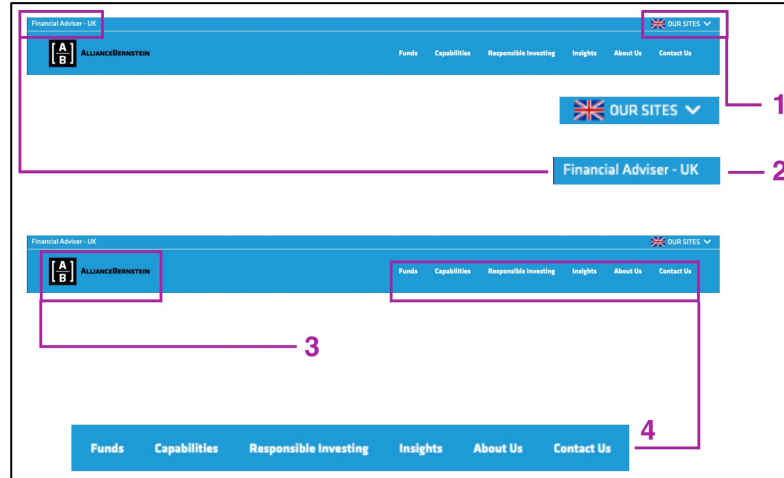 Financial Adviser - UK OUR SITES
[A/B] ALLIANCEBERNSTEIN Funds Capabilities Responsible Investing Insights About Us Contact Us
1
OUR SITES
2
Financial Adviser - UK
Financial Adviser - UK OUR SITES
[A/B] ALLIANCEBERNSTEIN Funds Capabilities Responsible Investing Insights About Us Contact Us
3
4
Funds Capabilities Responsible Investing Insights About Us Contact Us